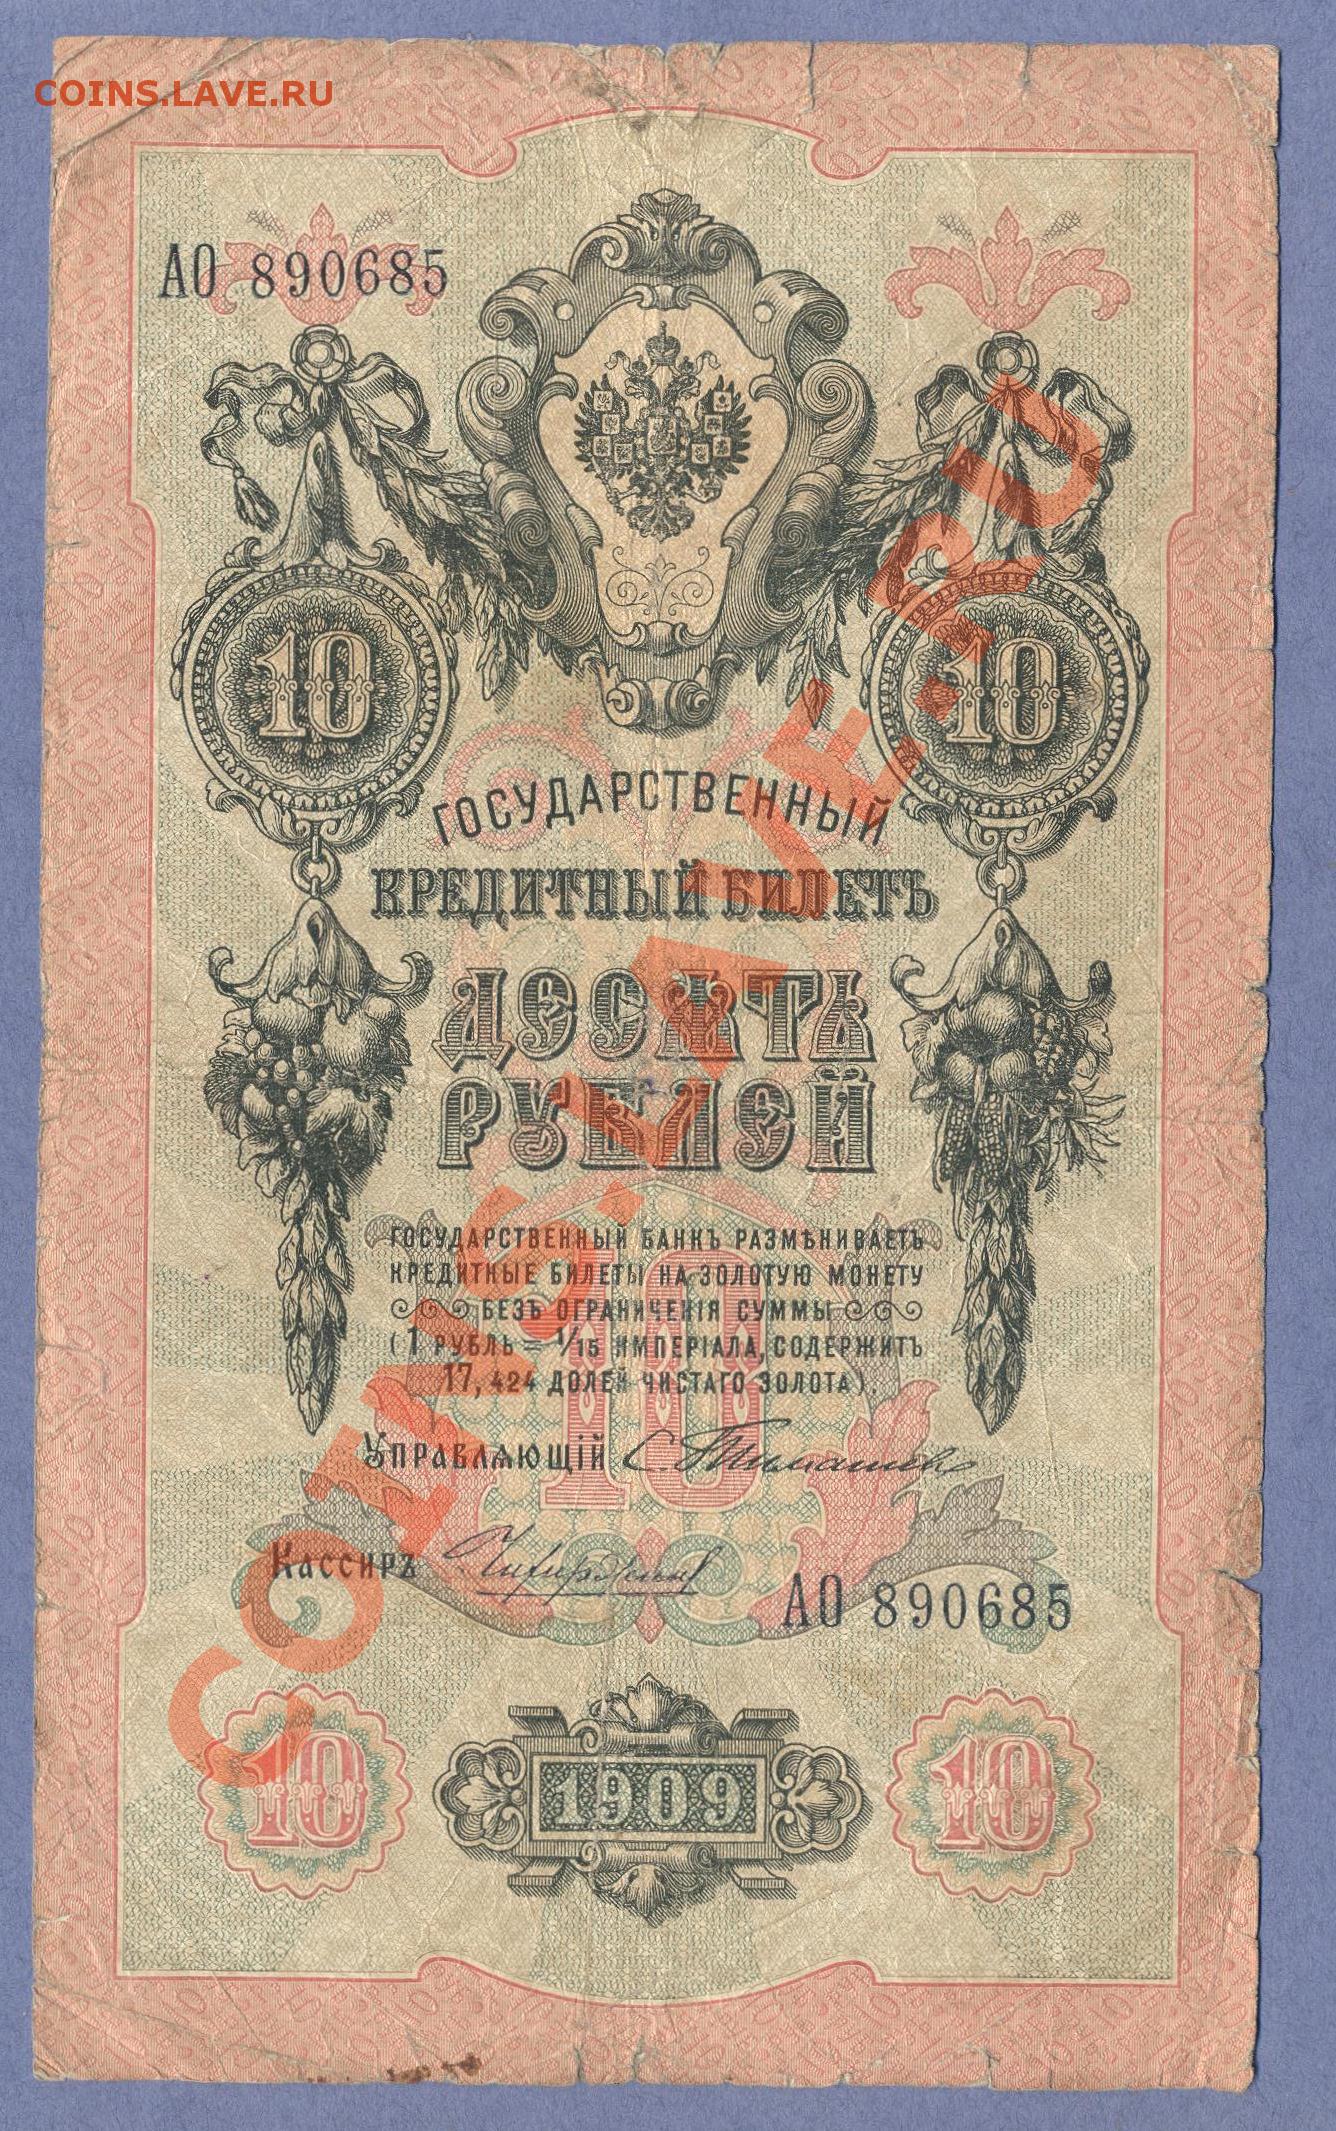 COINS.LAVE.RU
АО 890685
10
10
ГОСУДАРСТВЕННЫЙ
КРЕДИТНЫЙ БИЛЕТЪ
ДЕСЯТЬ
РУБЛЕЙ
ГОСУДАРСТВЕННЫЙ БАНКЪ РАЗМѢНИВАЕТЪ
КРЕДИТНЫЕ БИЛЕТЫ НА ЗОЛОТУЮ МОНЕТУ
БЕЗЪ ОГРАНИЧЕНІЯ СУММЫ
(1 РУБЛЬ = 1/15 ИМПЕРІАЛА, СОДЕРЖИТЪ
17,424 ДОЛЕЙ ЧИСТАГО ЗОЛОТА).
10
УПРАВЛЯЮЩІЙ С. Тимашевъ
КАССИРЪ
АО 890685
10
1909
10
COINS.LAVE.RU